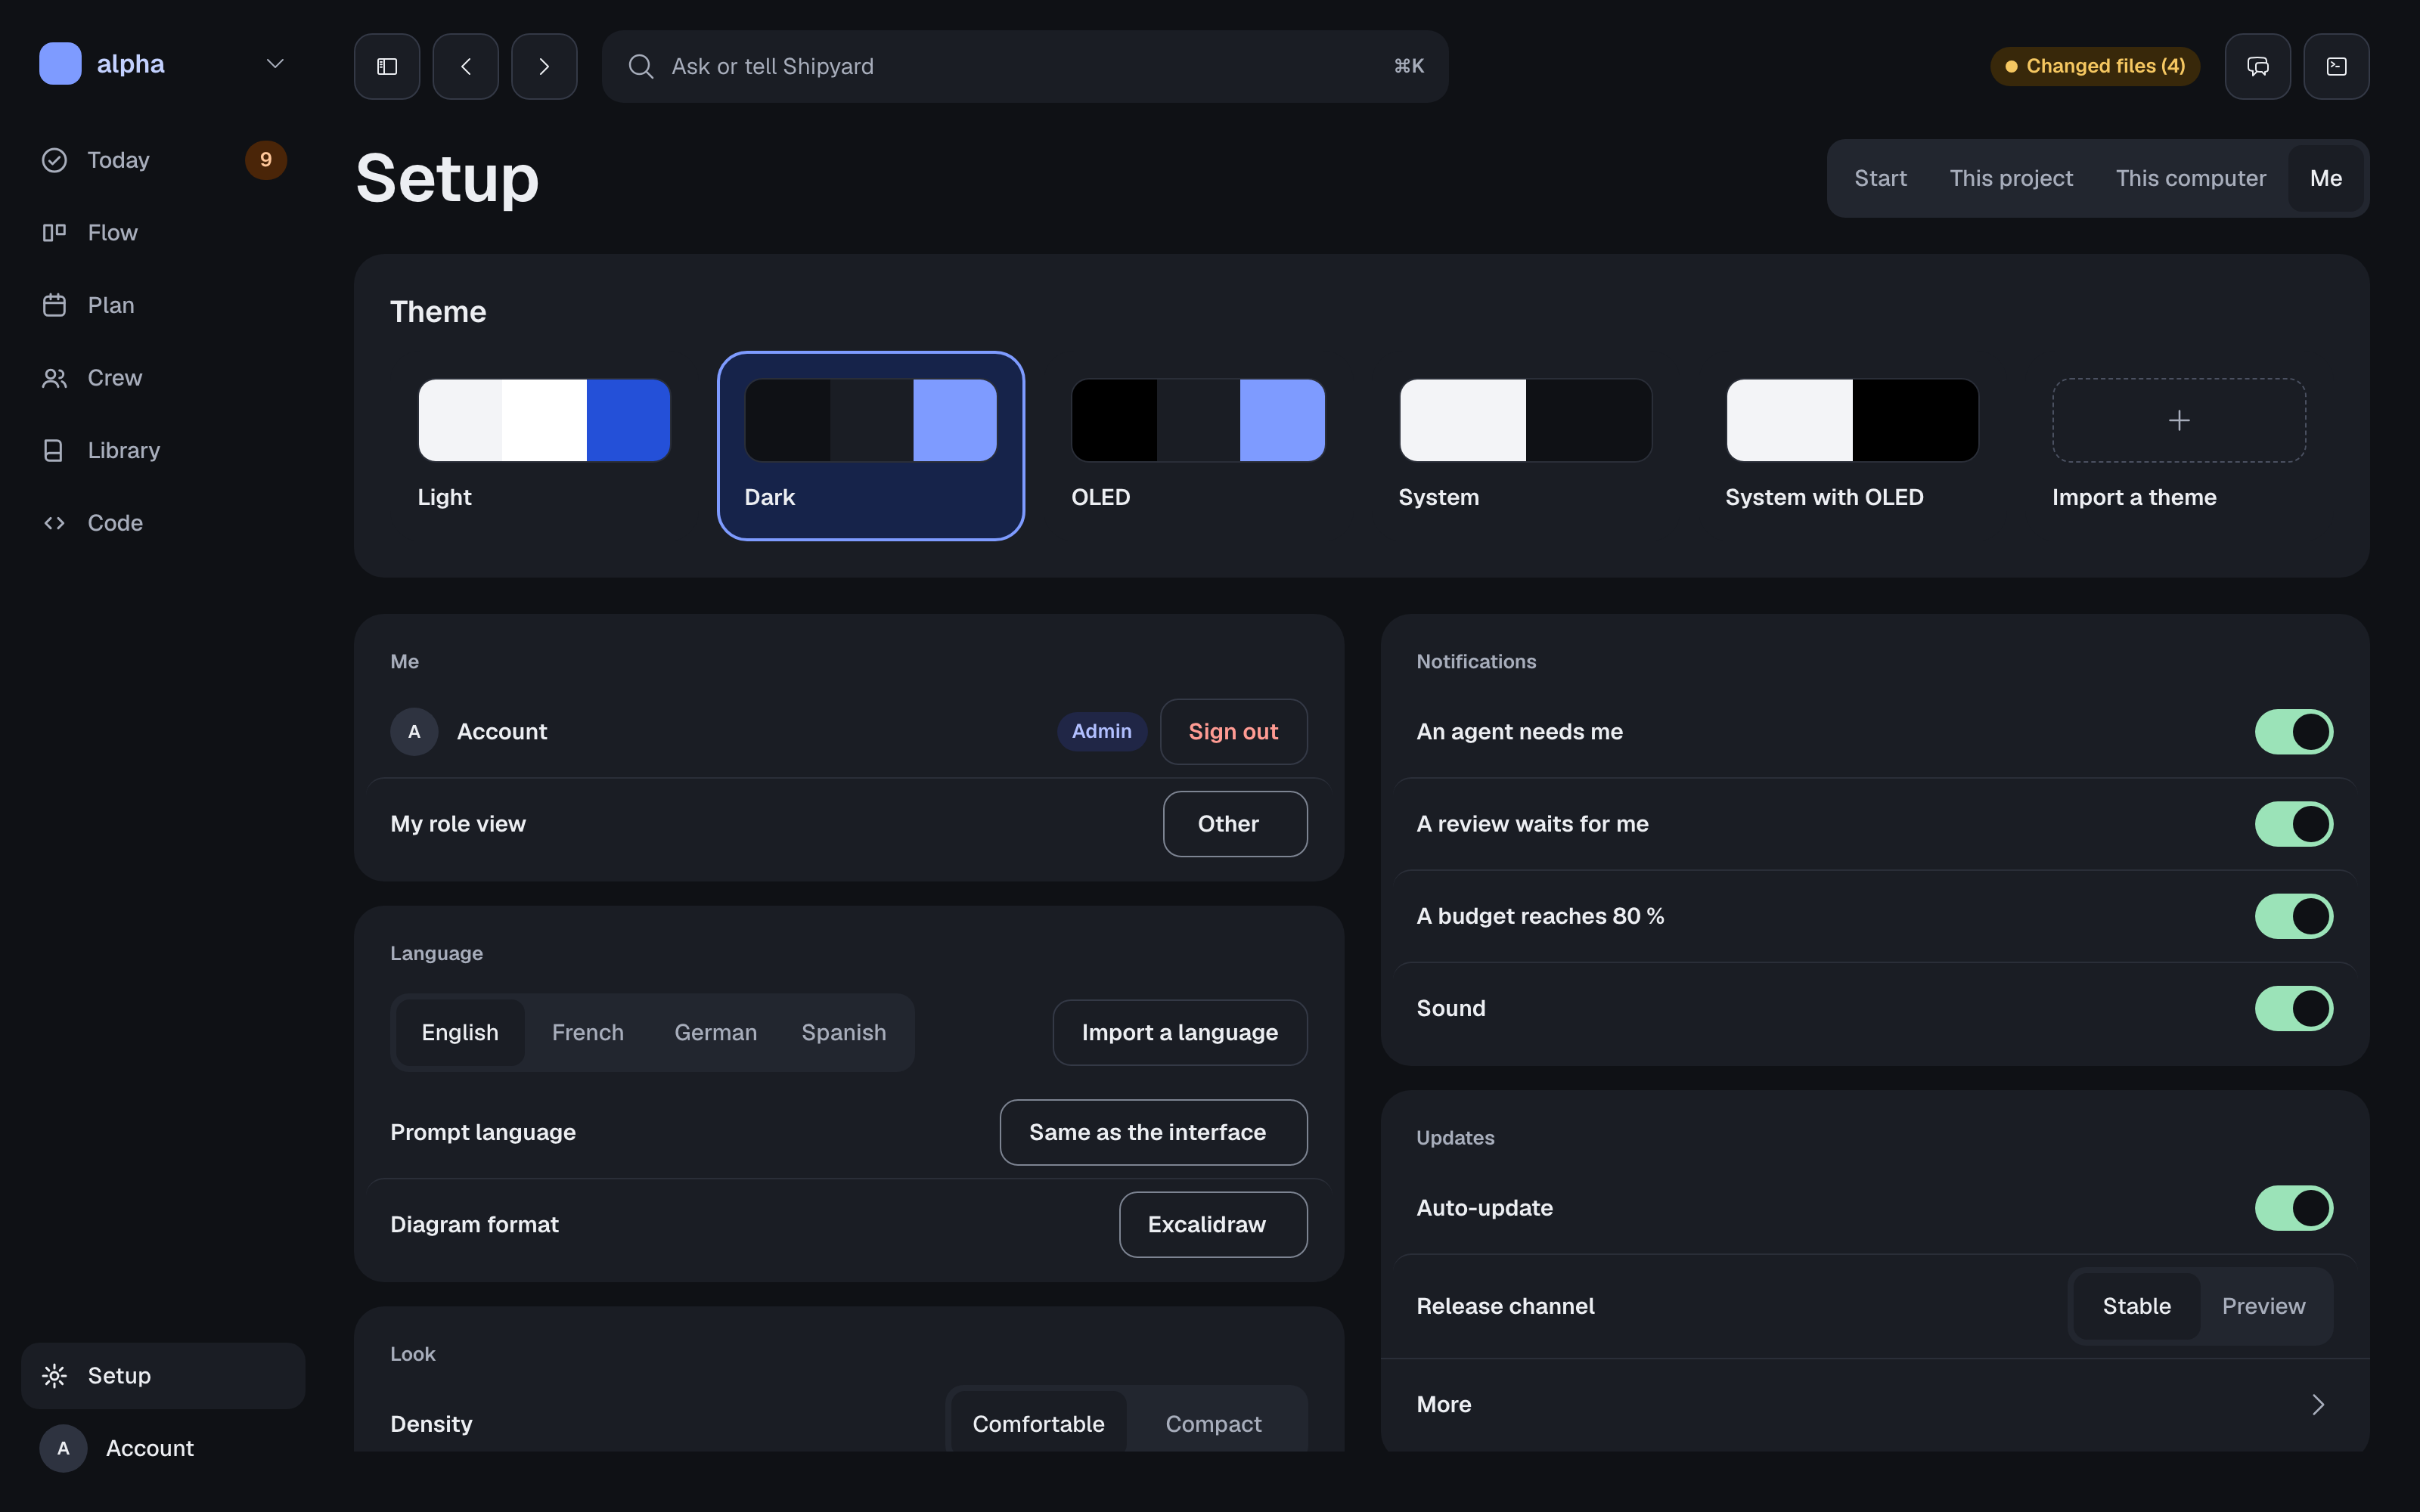 alpha
Ask or tell Shipyard
⌘K
Changed files (4)
Today
9
Flow
Plan
Crew
Library
Code
Setup
Account
A
Setup
Start
This project
This computer
Me
Theme
Light
Dark
OLED
System
System with OLED
Import a theme
Me
A
Account
Admin
Sign out
My role view
Other
Language
English
French
German
Spanish
Import a language
Prompt language
Same as the interface
Diagram format
Excalidraw
Look
Density
Comfortable
Compact
Notifications
An agent needs me
A review waits for me
A budget reaches 80 %
Sound
Updates
Auto-update
Release channel
Stable
Preview
More